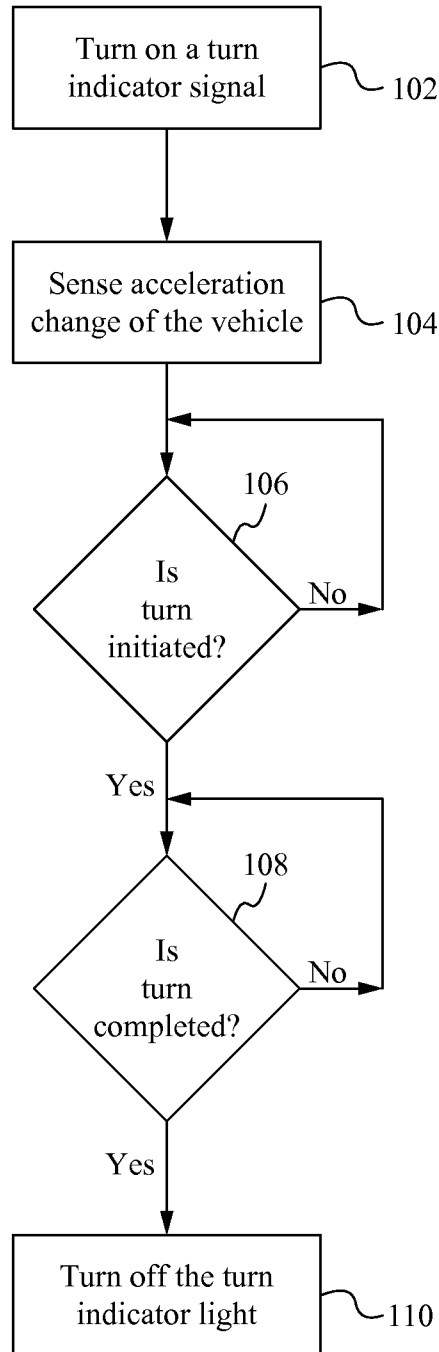 Turn on a turn
indicator signal
102
Sense acceleration
change of the vehicle
104
106
Is
turn
initiated?
No
Yes
108
Is
turn
completed?
No
Yes
Turn off the turn
indicator light
110